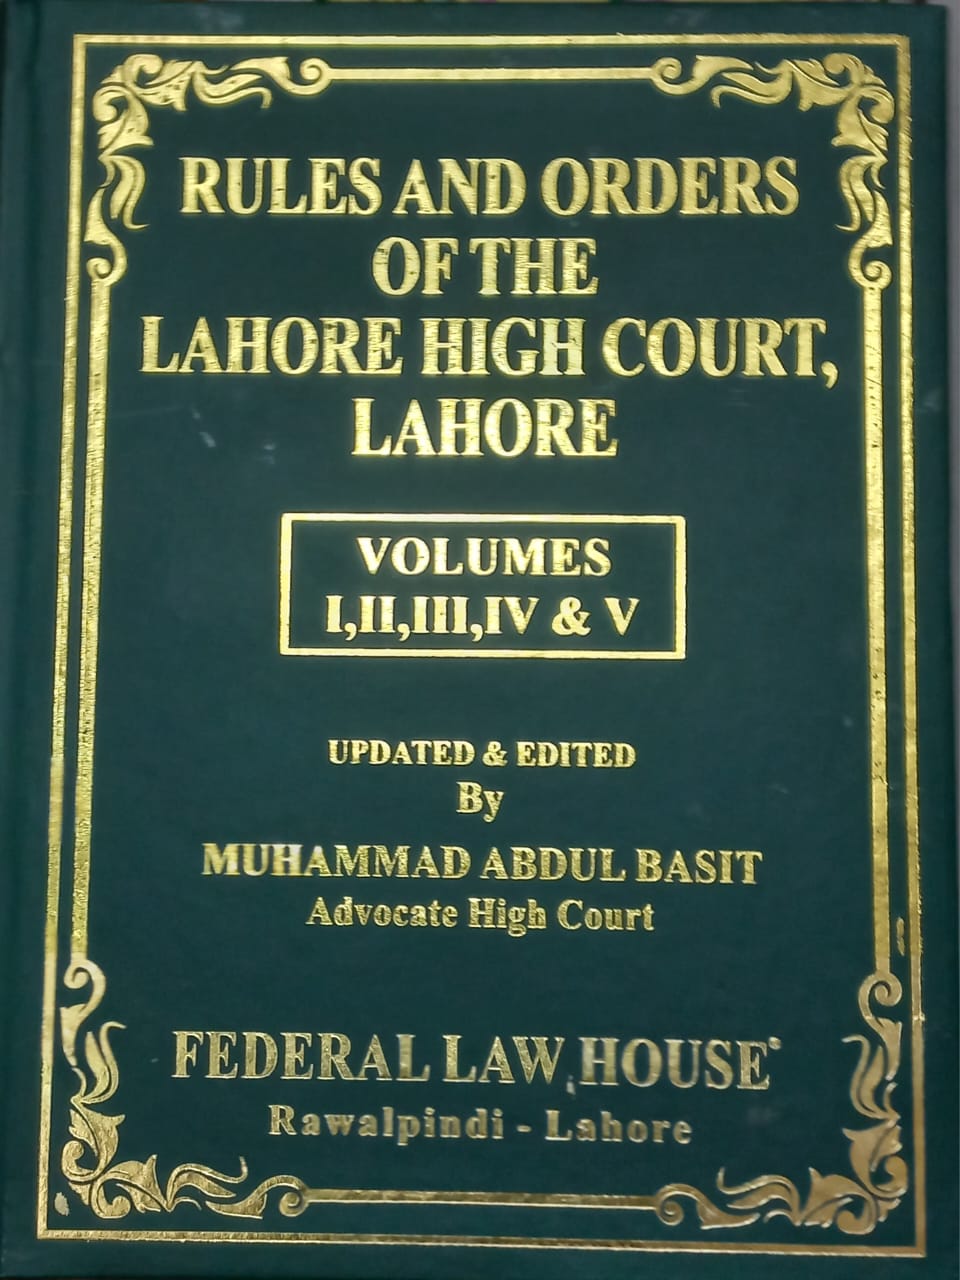 RULES AND ORDERS
OF THE
LAHORE HIGH COURT,
LAHORE
VOLUMES
I,II,III,IV & V
UPDATED & EDITED
By
MUHAMMAD ABDUL BASIT
Advocate High Court
FEDERAL LAW HOUSE
Rawalpindi - Lahore